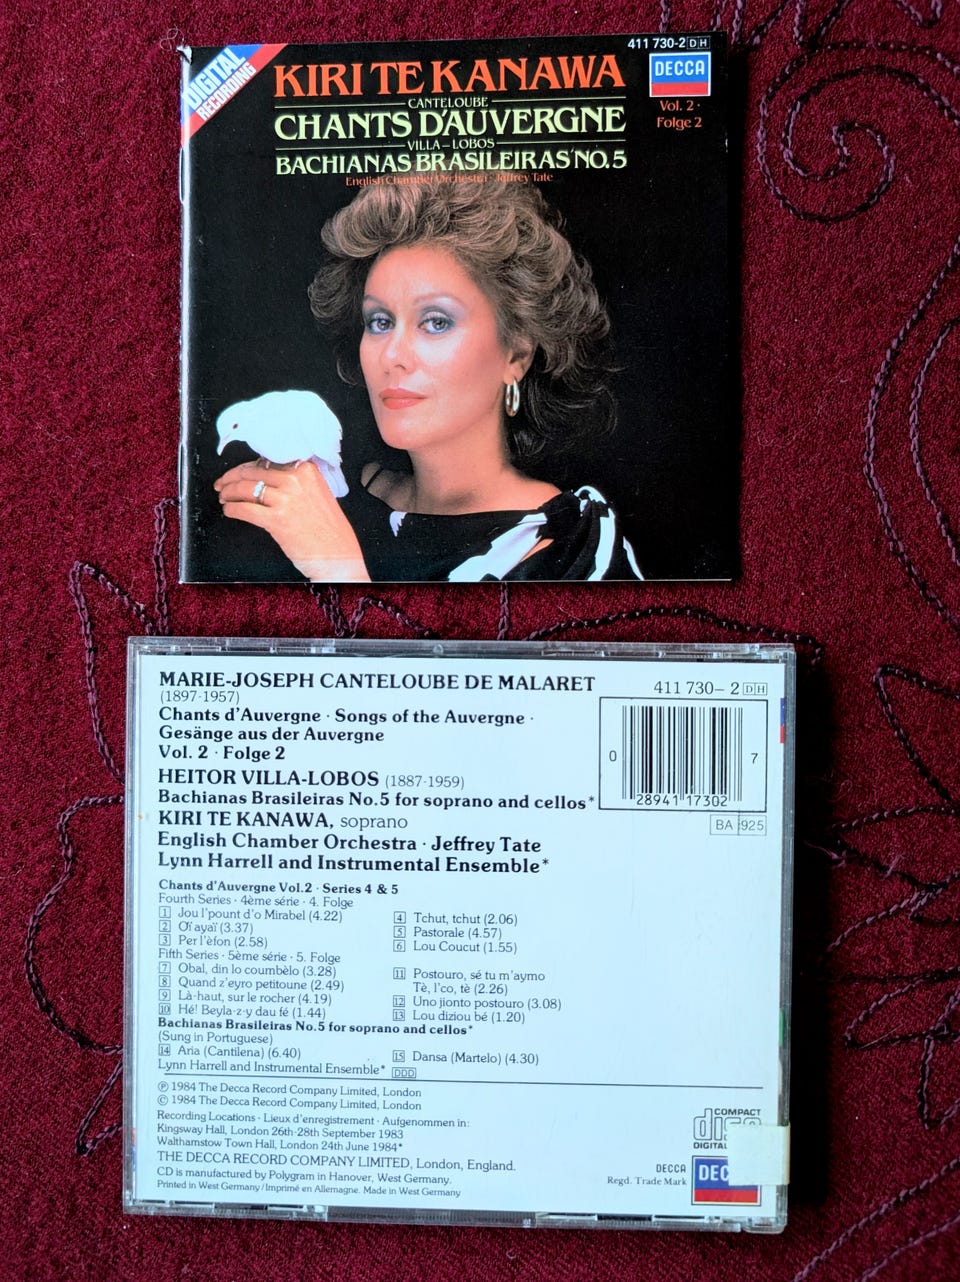 411 730-2 DH
DIGITAL
RECORDING
KIRI TE KANAWA
DECCA
CANTELOUBE
CHANTS D'AUVERGNE
Vol. 2 ·
Folge 2
VILLA – LOBOS
BACHIANAS BRASILEIRAS NO. 5
English Chamber Orchestra · Jeffrey Tate
MARIE-JOSEPH CANTELOUBE DE MALARET
(1897-1957)
411 730– 2 DH
Chants d'Auvergne · Songs of the Auvergne ·
Gesänge aus der Auvergne
Vol. 2 · Folge 2
0 28941 17302 7
HEITOR VILLA-LOBOS (1887-1959)
Bachianas Brasileiras No.5 for soprano and cellos*
KIRI TE KANAWA, soprano
BA 925
English Chamber Orchestra · Jeffrey Tate
Lynn Harrell and Instrumental Ensemble*
Chants d'Auvergne Vol.2 · Series 4 & 5
Fourth Series · 4ème série · 4. Folge
1 Jou l'pount d'o Mirabel (4.22)
2 Oï ayaï (3.37)
3 Per l'èfon (2.58)
4 Tchut, tchut (2.06)
5 Pastorale (4.57)
6 Lou Coucut (1.55)
Fifth Series · 5ème série · 5. Folge
7 Obal, din lo coumbèlo (3.28)
8 Quand z'eyro petitoune (2.49)
9 Là-haut, sur le rocher (4.19)
10 Hé! Beyla-z-y dau fé (1.44)
11 Postouro, sé tu m'aymo
Tè, l'co, tè (2.26)
12 Uno jionto postouro (3.08)
13 Lou diziou bé (1.20)
Bachianas Brasileiras No.5 for soprano and cellos*
(Sung in Portuguese)
14 Aria (Cantilena) (6.40)
15 Dansa (Martelo) (4.30)
Lynn Harrell and Instrumental Ensemble* DDD
℗ 1984 The Decca Record Company Limited, London
© 1984 The Decca Record Company Limited, London
Recording Locations · Lieux d'enregistrement · Aufgenommen in:
Kingsway Hall, London 26th-28th September 1983
Walthamstow Town Hall, London 24th June 1984*
THE DECCA RECORD COMPANY LIMITED, London, England.
CD is manufactured by Polygram in Hanover, West Germany.
Printed in West Germany / Imprimé en Allemagne. Made in West Germany
COMPACT
disc
DIGITAL
DECCA
Regd. Trade Mark
DEC